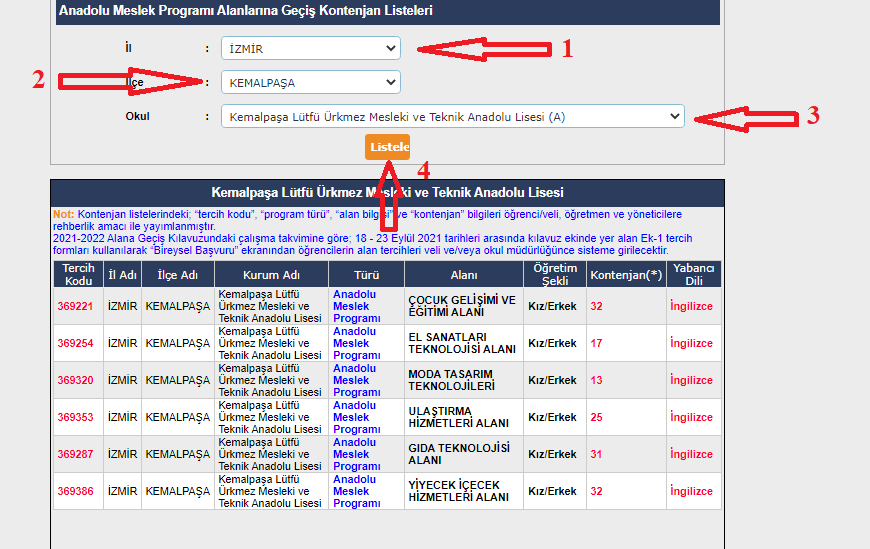 Anadolu Meslek Programı Alanlarına Geçiş Kontenjan Listeleri
İl : İZMİR 1
2 İlçe : KEMALPAŞA
Okul : Kemalpaşa Lütfü Ürkmez Mesleki ve Teknik Anadolu Lisesi (A) 3
Listele
4
Kemalpaşa Lütfü Ürkmez Mesleki ve Teknik Anadolu Lisesi
Not: Kontenjan listelerindeki; “tercih kodu”, “program türü”, “alan bilgisi” ve “kontenjan” bilgileri öğrenci/veli, öğretmen ve yöneticilere
rehberlik amacı ile yayımlanmıştır.
2021-2022 Alana Geçiş Kılavuzundaki çalışma takvimine göre; 18 - 23 Eylül 2021 tarihleri arasında kılavuz ekinde yer alan Ek-1 tercih
formları kullanılarak “Bireysel Başvuru” ekranından öğrencilerin alan tercihleri veli ve/veya okul müdürlüğünce sisteme girilecektir.
Tercih Kodu İl Adı İlçe Adı Kurum Adı Türü Alanı Öğretim Şekli Kontenjan(*) Yabancı Dili
369221 İZMİR KEMALPAŞA Kemalpaşa Lütfü Ürkmez Mesleki ve Teknik Anadolu Lisesi Anadolu Meslek Programı ÇOCUK GELİŞİMİ VE EĞİTİMİ ALANI Kız/Erkek 32 İngilizce
369254 İZMİR KEMALPAŞA Kemalpaşa Lütfü Ürkmez Mesleki ve Teknik Anadolu Lisesi Anadolu Meslek Programı EL SANATLARI TEKNOLOJİSİ ALANI Kız/Erkek 17 İngilizce
369320 İZMİR KEMALPAŞA Kemalpaşa Lütfü Ürkmez Mesleki ve Teknik Anadolu Lisesi Anadolu Meslek Programı MODA TASARIM TEKNOLOJİLERİ Kız/Erkek 13 İngilizce
369353 İZMİR KEMALPAŞA Kemalpaşa Lütfü Ürkmez Mesleki ve Teknik Anadolu Lisesi Anadolu Meslek Programı ULAŞTIRMA HİZMETLERİ ALANI Kız/Erkek 25 İngilizce
369287 İZMİR KEMALPAŞA Kemalpaşa Lütfü Ürkmez Mesleki ve Teknik Anadolu Lisesi Anadolu Meslek Programı GIDA TEKNOLOJİSİ ALANI Kız/Erkek 31 İngilizce
369386 İZMİR KEMALPAŞA Kemalpaşa Lütfü Ürkmez Mesleki ve Teknik Anadolu Lisesi Anadolu Meslek Programı YİYECEK İÇECEK HİZMETLERİ ALANI Kız/Erkek 32 İngilizce